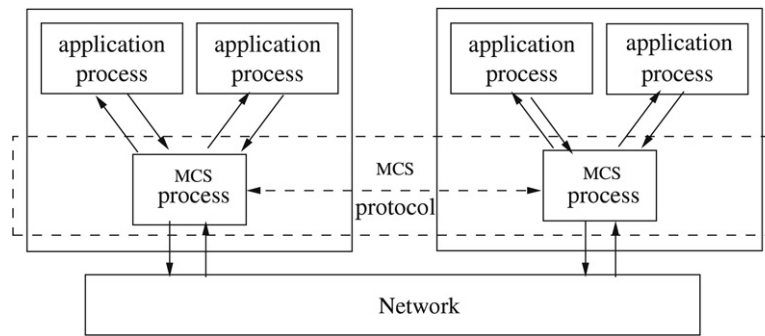 application
process
application
process
application
process
application
process
MCS
process
MCS
protocol
MCS
process
Network